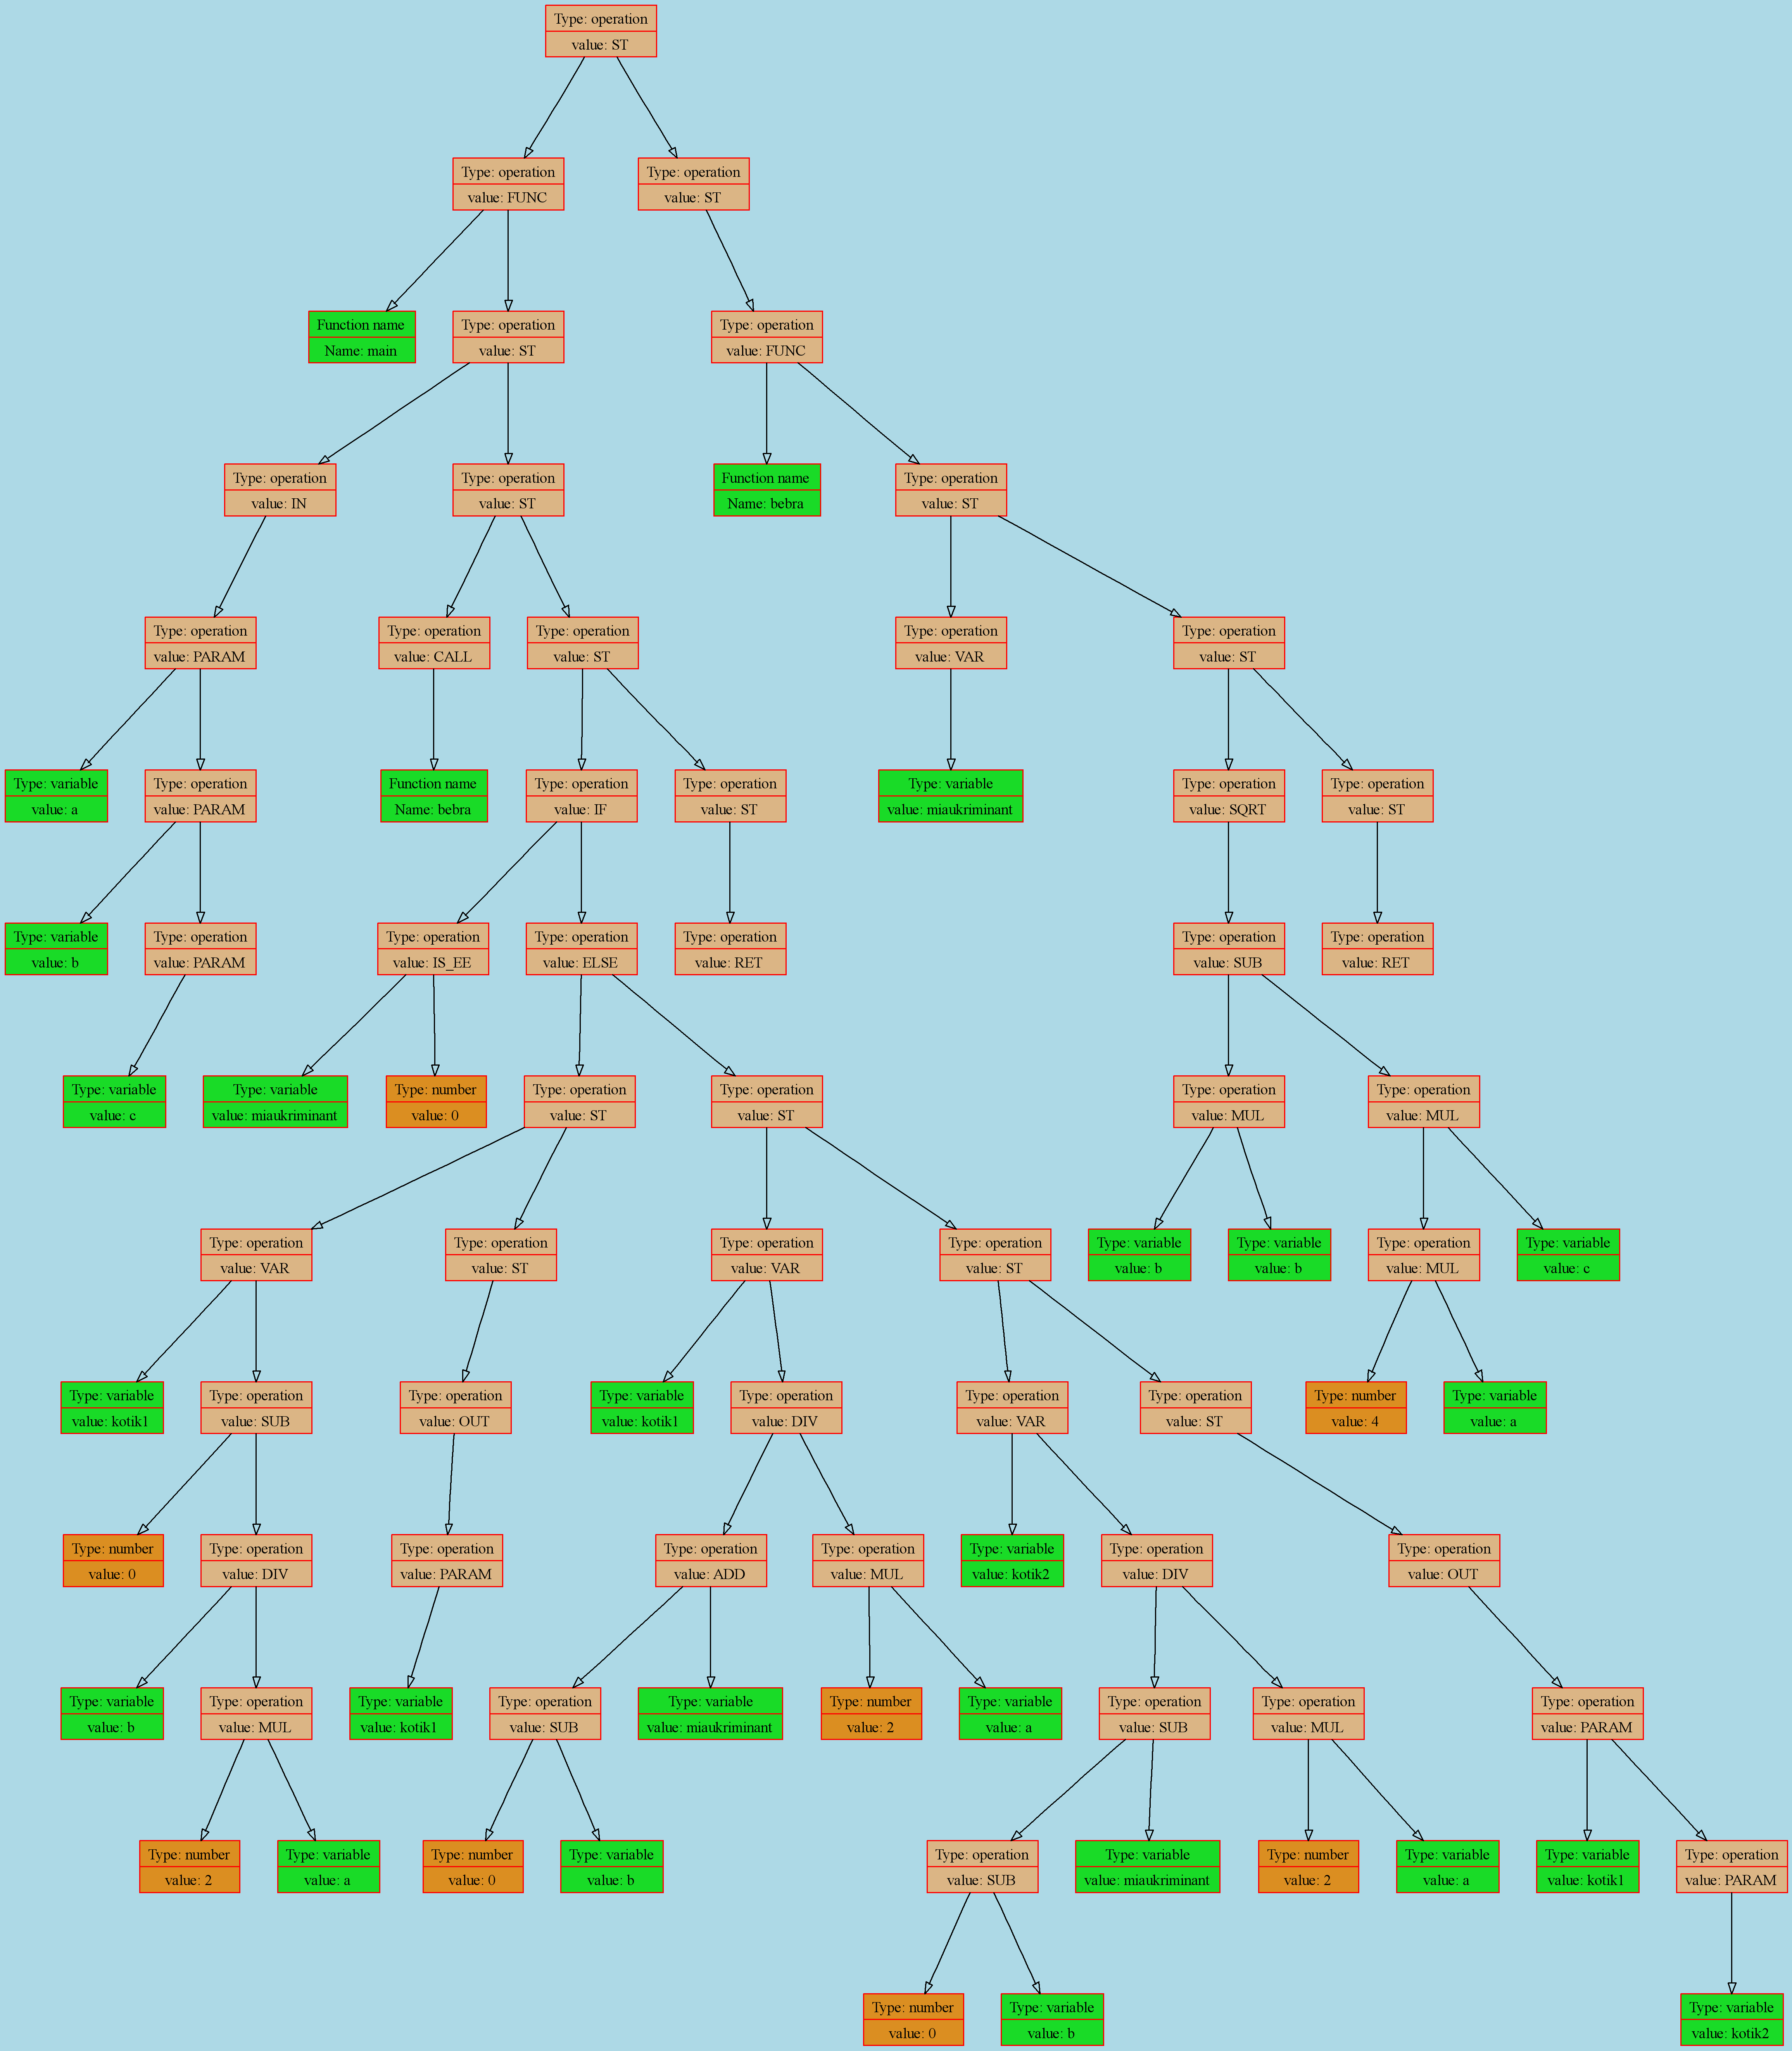 Type: operation
value: ST
Type: operation
value: FUNC
Type: operation
value: ST
Function name
Name: main
Type: operation
value: ST
Type: operation
value: FUNC
Type: operation
value: IN
Type: operation
value: ST
Function name
Name: bebra
Type: operation
value: ST
Type: operation
value: PARAM
Type: operation
value: CALL
Type: operation
value: ST
Type: operation
value: VAR
Type: operation
value: ST
Type: variable
value: a
Type: operation
value: PARAM
Function name
Name: bebra
Type: operation
value: IF
Type: operation
value: ST
Type: variable
value: miaukriminant
Type: operation
value: SQRT
Type: operation
value: ST
Type: variable
value: b
Type: operation
value: PARAM
Type: operation
value: IS_EE
Type: operation
value: ELSE
Type: operation
value: RET
Type: operation
value: SUB
Type: operation
value: RET
Type: variable
value: c
Type: variable
value: miaukriminant
Type: number
value: 0
Type: operation
value: ST
Type: operation
value: ST
Type: operation
value: MUL
Type: operation
value: MUL
Type: operation
value: VAR
Type: operation
value: ST
Type: operation
value: VAR
Type: operation
value: ST
Type: variable
value: b
Type: variable
value: b
Type: operation
value: MUL
Type: variable
value: c
Type: variable
value: kotik1
Type: operation
value: SUB
Type: operation
value: OUT
Type: variable
value: kotik1
Type: operation
value: DIV
Type: operation
value: VAR
Type: operation
value: ST
Type: number
value: 4
Type: variable
value: a
Type: number
value: 0
Type: operation
value: DIV
Type: operation
value: PARAM
Type: operation
value: ADD
Type: operation
value: MUL
Type: variable
value: kotik2
Type: operation
value: DIV
Type: operation
value: OUT
Type: variable
value: b
Type: operation
value: MUL
Type: variable
value: kotik1
Type: operation
value: SUB
Type: variable
value: miaukriminant
Type: number
value: 2
Type: variable
value: a
Type: operation
value: SUB
Type: operation
value: MUL
Type: operation
value: PARAM
Type: number
value: 2
Type: variable
value: a
Type: number
value: 0
Type: variable
value: b
Type: operation
value: SUB
Type: variable
value: miaukriminant
Type: number
value: 2
Type: variable
value: a
Type: variable
value: kotik1
Type: operation
value: PARAM
Type: number
value: 0
Type: variable
value: b
Type: variable
value: kotik2